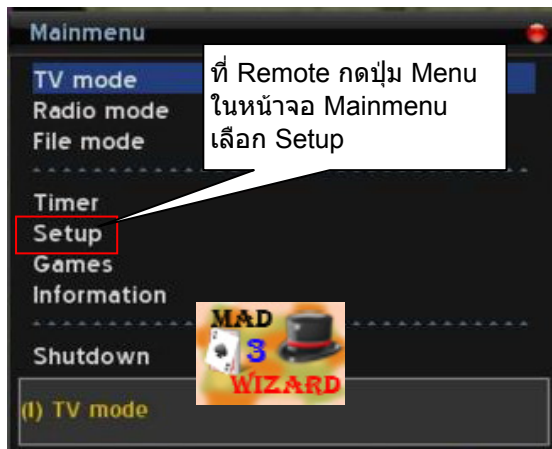 Mainmenu
TV mode
Radio mode
File mode
ที่ Remote กดปุ่ม Menu
ในหน้าจอ Mainmenu
เลือก Setup
Timer
Setup
Games
Information
MAD
3
WIZARD
Shutdown
(1) TV mode